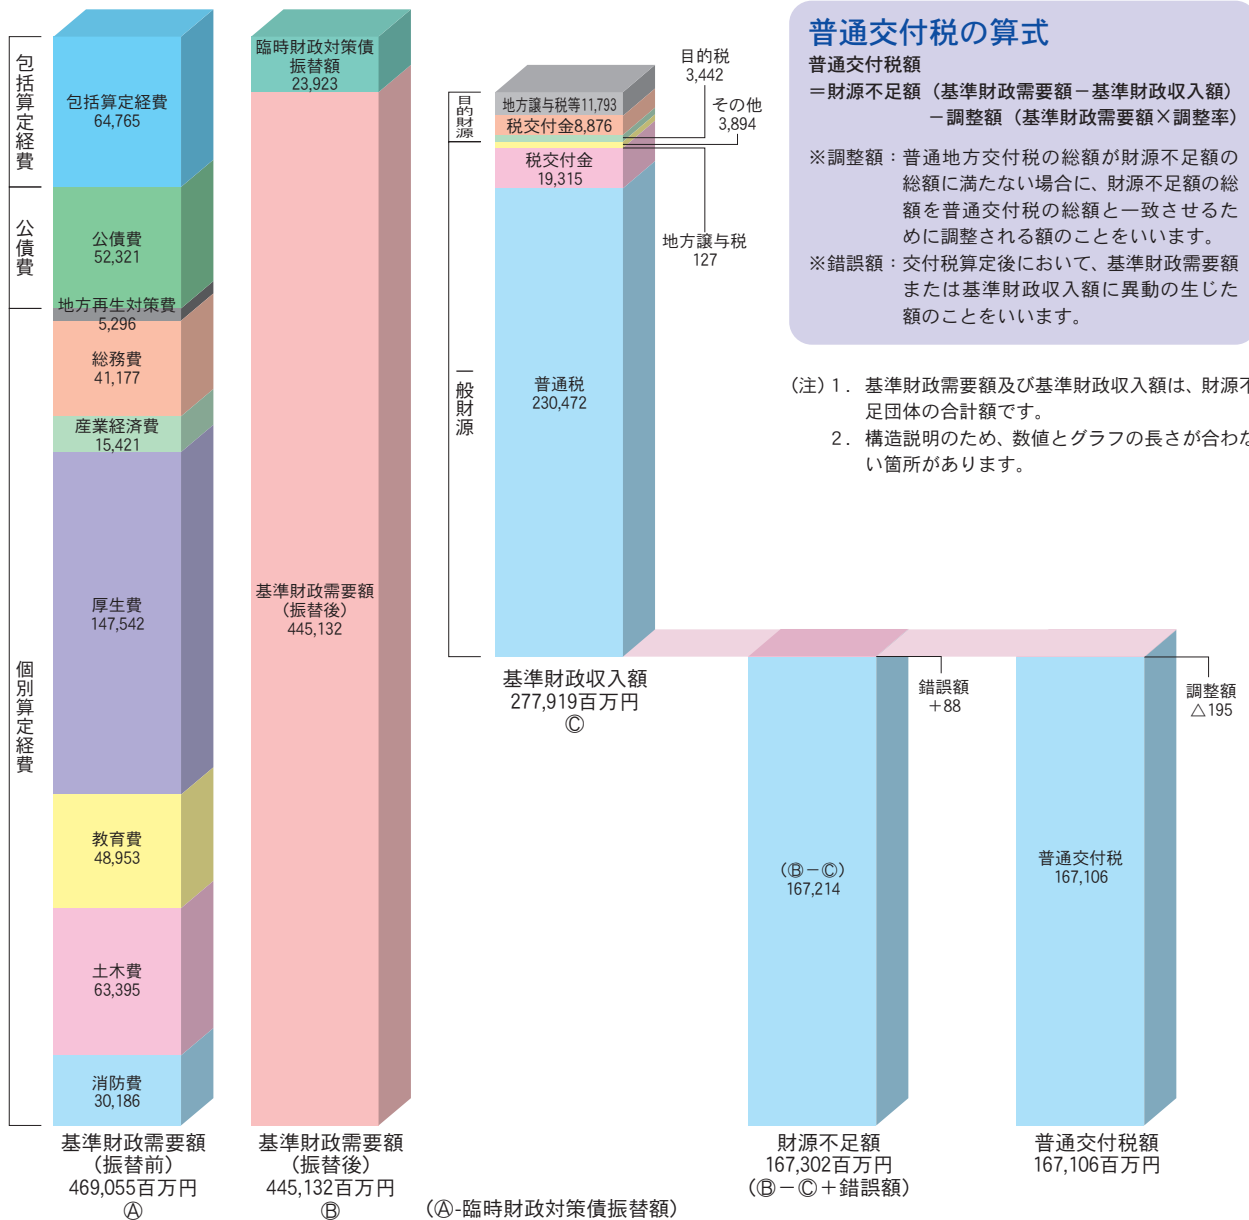 包括算定経費
公債費
個別算定経費
包括算定経費
64,765
公債費
52,321
地方再生対策費
5,296
総務費
41,177
産業経済費
15,421
厚生費
147,542
教育費
48,953
土木費
63,395
消防費
30,186
基準財政需要額
(振替前)
469,055百万円
Ⓐ
臨時財政対策債
振替額
23,923
基準財政需要額
(振替後)
445,132
基準財政需要額
(振替後)
445,132百万円
Ⓑ
(Ⓐ-臨時財政対策債振替額)
目的財源
一般財源
地方譲与税等11,793
税交付金8,876
目的税
3,442
その他
3,894
税交付金
19,315
地方譲与税
127
普通税
230,472
基準財政収入額
277,919百万円
Ⓒ
錯誤額
+88
(Ⓑ-Ⓒ)
167,214
財源不足額
167,302百万円
(Ⓑ-Ⓒ+錯誤額)
調整額
△195
普通交付税
167,106
普通交付税額
167,106百万円
普通交付税の算式
普通交付税額
=財源不足額(基準財政需要額-基準財政収入額)
-調整額(基準財政需要額×調整率)
※調整額:普通地方交付税の総額が財源不足額の
総額に満たない場合に、財源不足額の総
額を普通交付税の総額と一致させるた
めに調整される額のことをいいます。
※錯誤額:交付税算定後において、基準財政需要額
または基準財政収入額に異動の生じた
額のことをいいます。
(注)1. 基準財政需要額及び基準財政収入額は、財源不
足団体の合計額です。
2. 構造説明のため、数値とグラフの長さが合わな
い箇所があります。